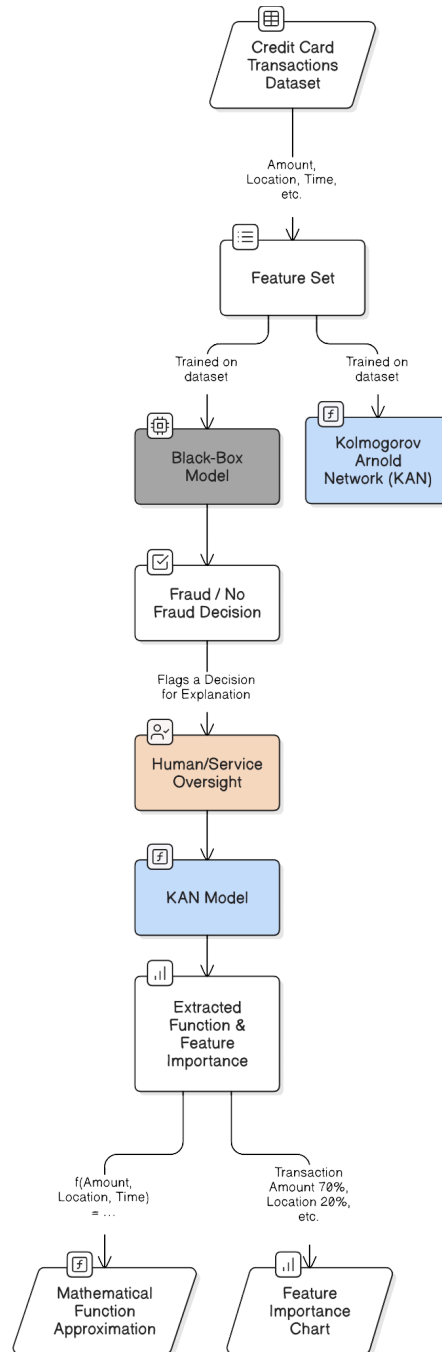 Credit Card
Transactions
Dataset
Amount,
Location, Time,
etc.
Feature Set
Trained on
dataset
Trained on
dataset
Black-Box
Model
Kolmogorov
Arnold
Network (KAN)
Fraud / No
Fraud Decision
Flags a Decision
for Explanation
Human/Service
Oversight
KAN Model
Extracted
Function &
Feature
Importance
f(Amount,
Location, Time)
= ...
Transaction
Amount 70%,
Location 20%,
etc.
Mathematical
Function
Approximation
Feature
Importance
Chart